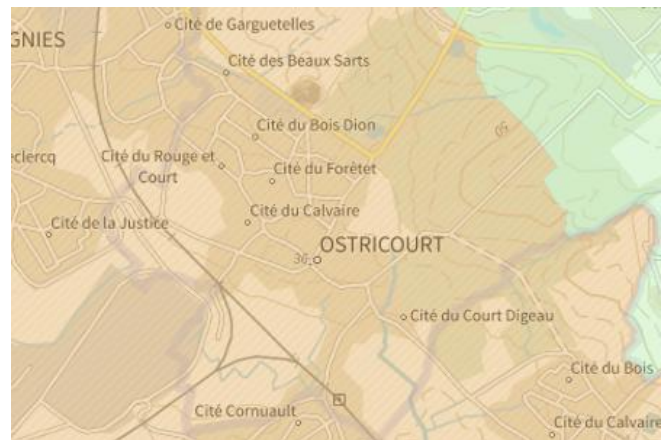 Cité de Garguetelles
GNIES
Cité des Beaux Sarts
Cité du Bois Dion
eclercq
Cité du Rouge et
Court
Cité du Forêtet
Cité de la Justice
Cité du Calvaire
OSTRICOURT
36
Cité du Court Digeau
Cité du Bois
Cité Cornuault
Cité du Calvaire